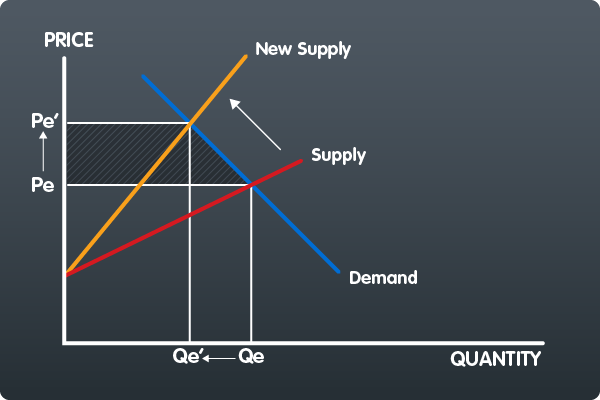 PRICE
New Supply
Pe′
Supply
Pe
Demand
Qe′
Qe
QUANTITY